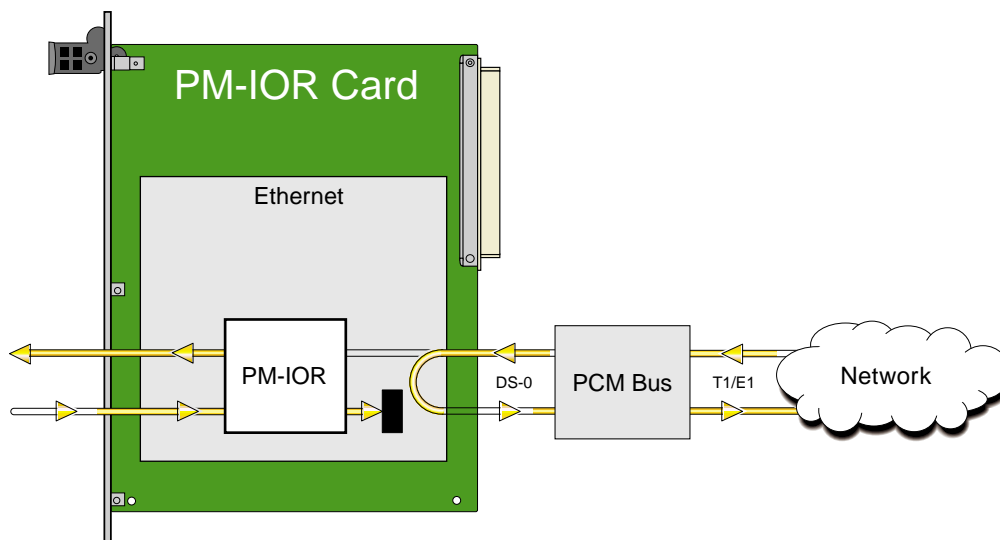 PM-IOR Card
Ethernet
PM-IOR
DS-0
PCM Bus
T1/E1
Network